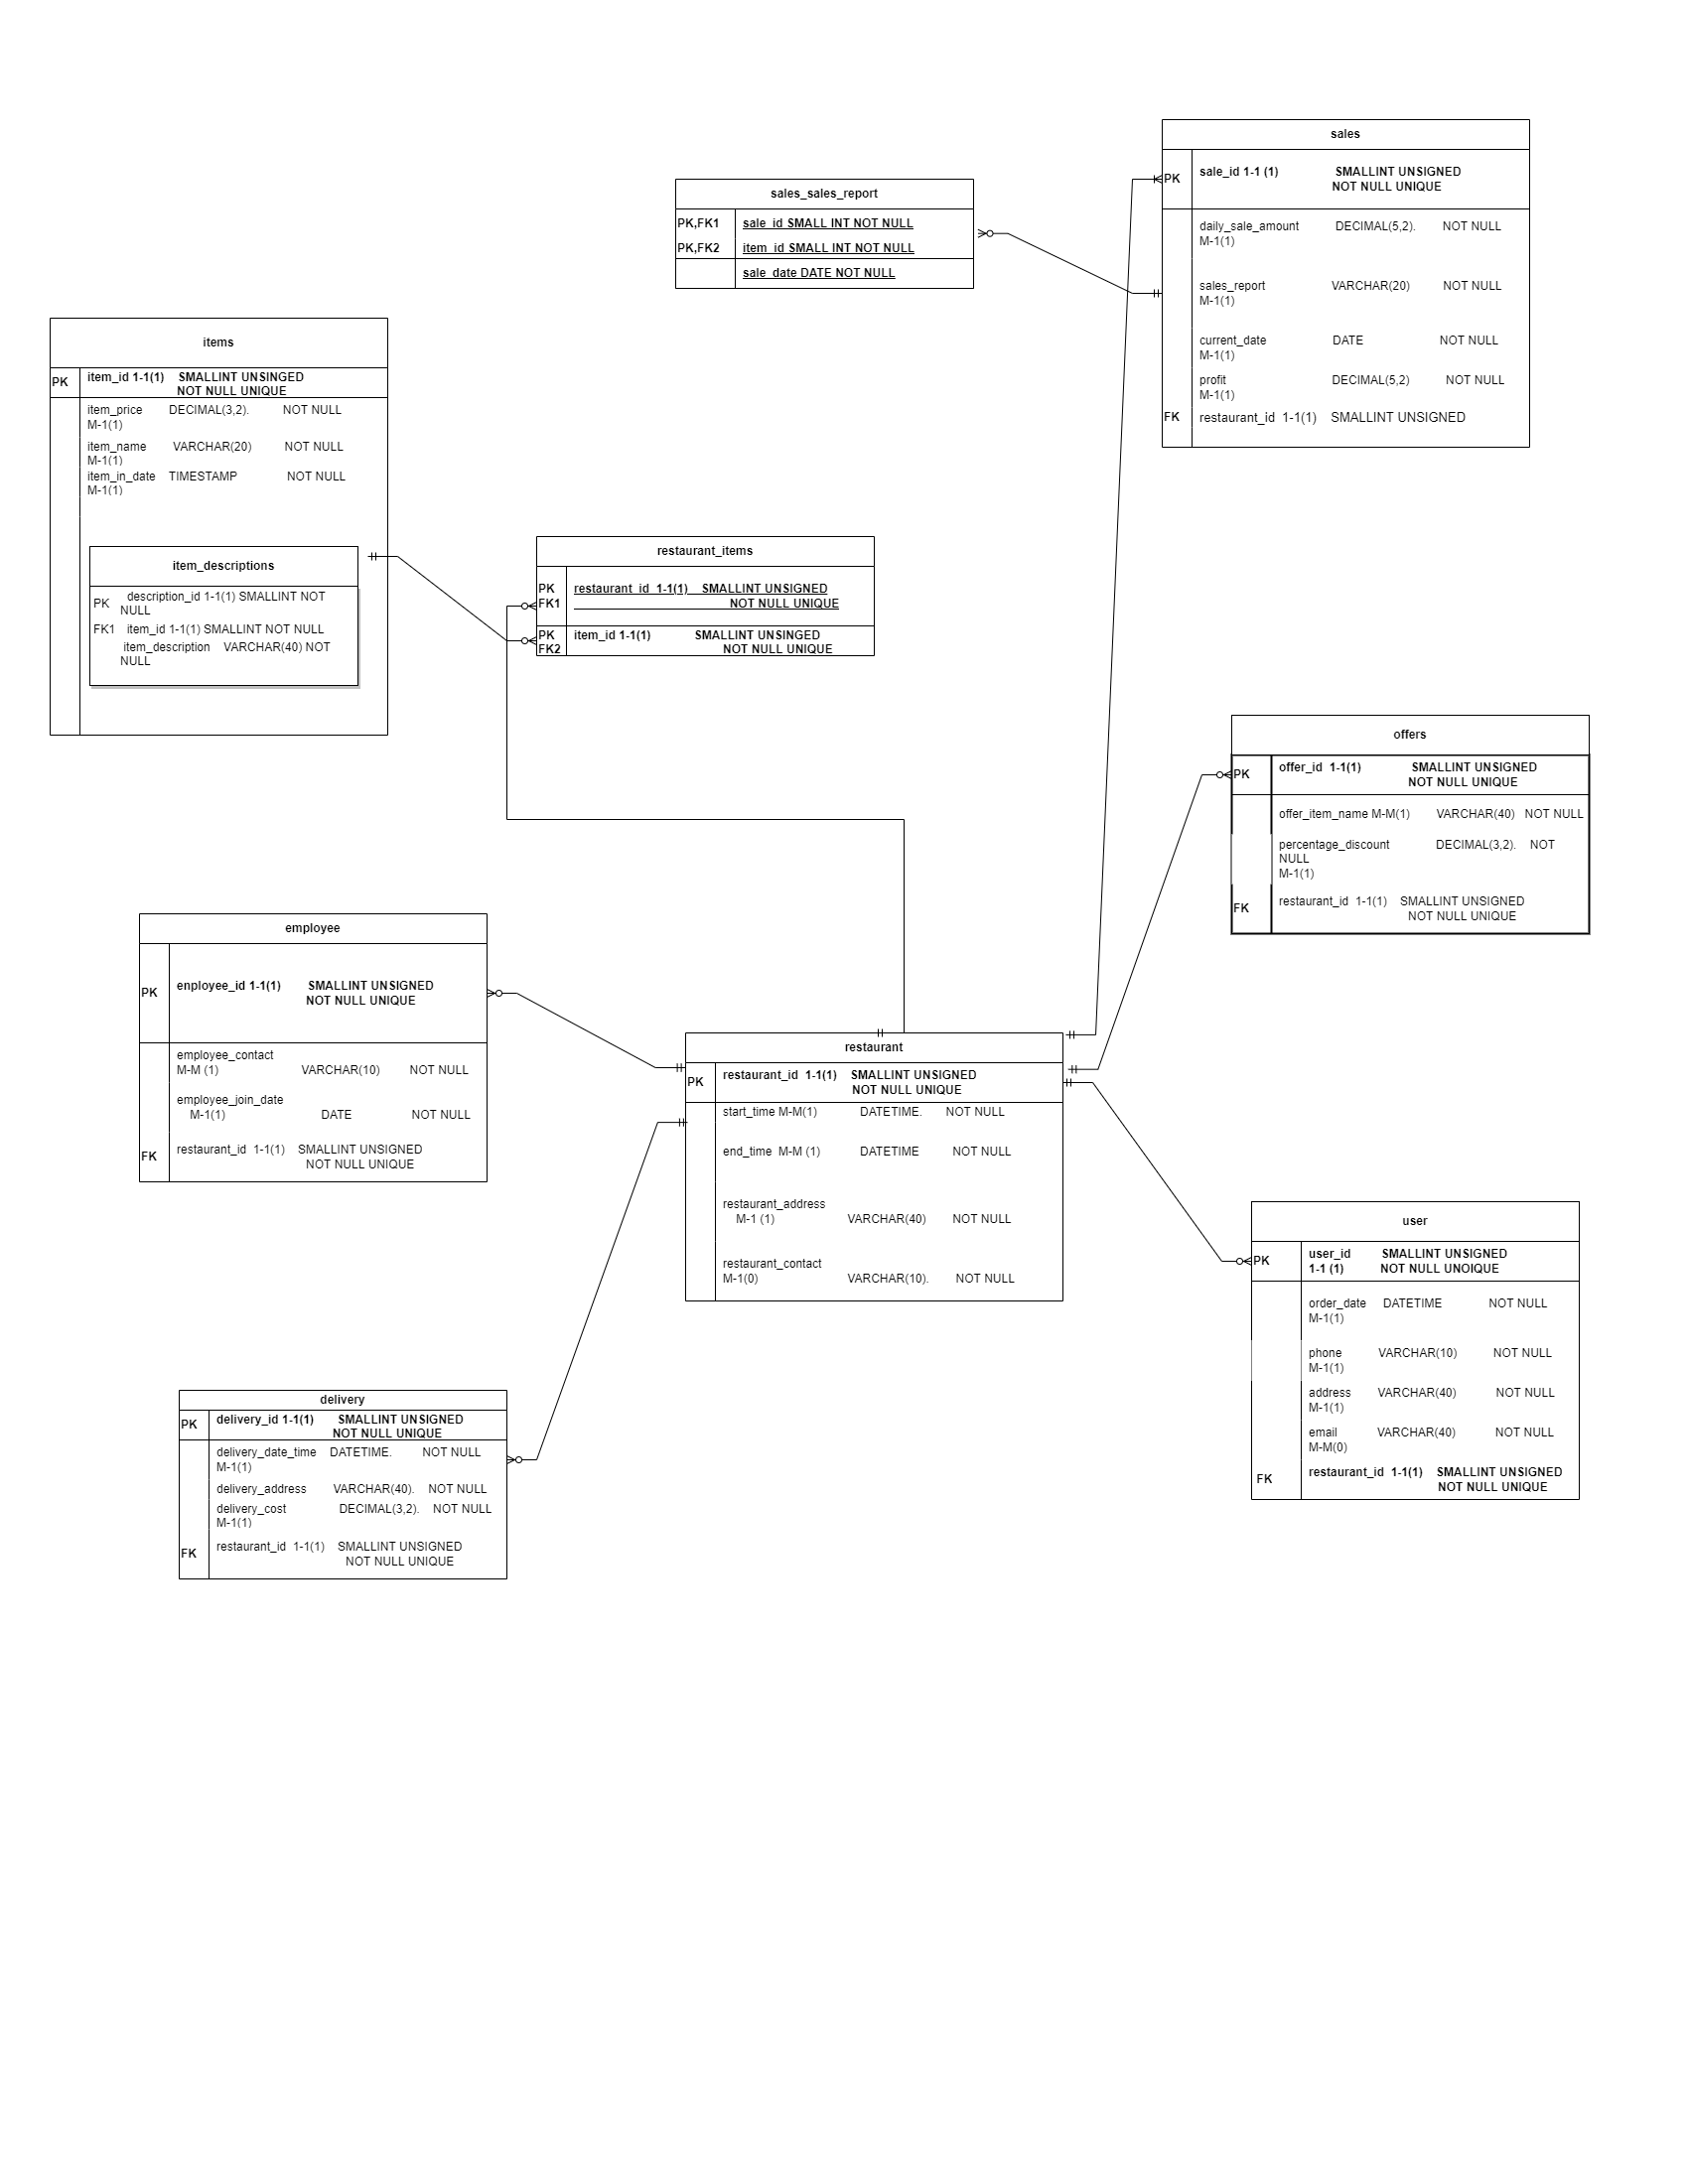 sales
PK sale_id 1-1 (1) SMALLINT UNSIGNED
NOT NULL UNIQUE
daily_sale_amount DECIMAL(5,2). NOT NULL
M-1(1)
sales_report VARCHAR(20) NOT NULL
M-1(1)
current_date DATE NOT NULL
M-1(1)
profit DECIMAL(5,2) NOT NULL
M-1(1)
FK restaurant_id 1-1(1) SMALLINT UNSIGNED
sales_sales_report
PK,FK1 sale_id SMALL INT NOT NULL
PK,FK2 item_id SMALL INT NOT NULL
sale_date DATE NOT NULL
items
PK item_id 1-1(1) SMALLINT UNSINGED
NOT NULL UNIQUE
item_price DECIMAL(3,2). NOT NULL
M-1(1)
item_name VARCHAR(20) NOT NULL
M-1(1)
item_in_date TIMESTAMP NOT NULL
M-1(1)
item_descriptions
PK description_id 1-1(1) SMALLINT NOT
NULL
FK1 item_id 1-1(1) SMALLINT NOT NULL
item_description VARCHAR(40) NOT
NULL
restaurant_items
PK restaurant_id 1-1(1) SMALLINT UNSIGNED
FK1 NOT NULL UNIQUE
PK item_id 1-1(1) SMALLINT UNSINGED
FK2 NOT NULL UNIQUE
offers
PK offer_id 1-1(1) SMALLINT UNSIGNED
NOT NULL UNIQUE
offer_item_name M-M(1) VARCHAR(40) NOT NULL
percentage_discount DECIMAL(3,2). NOT
NULL
M-1(1)
FK restaurant_id 1-1(1) SMALLINT UNSIGNED
NOT NULL UNIQUE
employee
PK enployee_id 1-1(1) SMALLINT UNSIGNED
NOT NULL UNIQUE
employee_contact
M-M (1) VARCHAR(10) NOT NULL
employee_join_date
M-1(1) DATE NOT NULL
FK restaurant_id 1-1(1) SMALLINT UNSIGNED
NOT NULL UNIQUE
restaurant
PK restaurant_id 1-1(1) SMALLINT UNSIGNED
NOT NULL UNIQUE
start_time M-M(1) DATETIME. NOT NULL
end_time M-M (1) DATETIME NOT NULL
restaurant_address
M-1 (1) VARCHAR(40) NOT NULL
restaurant_contact
M-1(0) VARCHAR(10). NOT NULL
user
PK user_id SMALLINT UNSIGNED
1-1 (1) NOT NULL UNOIQUE
order_date DATETIME NOT NULL
M-1(1)
phone VARCHAR(10) NOT NULL
M-1(1)
address VARCHAR(40) NOT NULL
M-1(1)
email VARCHAR(40) NOT NULL
M-M(0)
FK restaurant_id 1-1(1) SMALLINT UNSIGNED
NOT NULL UNIQUE
delivery
PK delivery_id 1-1(1) SMALLINT UNSIGNED
NOT NULL UNIQUE
delivery_date_time DATETIME. NOT NULL
M-1(1)
delivery_address VARCHAR(40). NOT NULL
delivery_cost DECIMAL(3,2). NOT NULL
M-1(1)
FK restaurant_id 1-1(1) SMALLINT UNSIGNED
NOT NULL UNIQUE